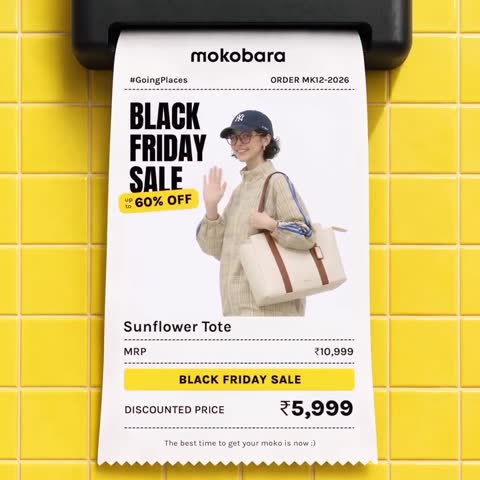 mokobara
#GoingPlaces ORDER MK12-2026
BLACK
FRIDAY
SALE
up to 60% OFF
NY
Sunflower Tote
MRP ₹10,999
BLACK FRIDAY SALE
DISCOUNTED PRICE ₹5,999
The best time to get your moko is now :)